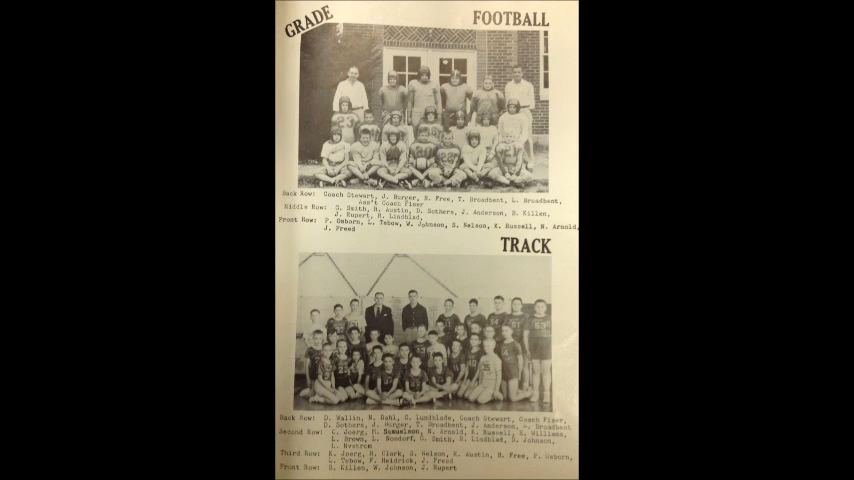 GRADE FOOTBALL
Back Row: Coach Stewart, J. Burger, B. Free, T. Broadbent, L. Broadbent,
Ass't Coach Fixer
Middle Row: G. Smith, R. Austin, D. Sothers, J. Anderson, B. Killen,
J. Rupert, R. Lindblad,
Front Row: P. Osborn, L. Tebow, W. Johnson, S. Nelson, K. Russell, N. Arnold,
J. Freed
TRACK
Back Row: D. Wallin, N. Dahl, C. Lundblade, Coach Stewart, Coach Fixer,
D. Sothers, J. Burger, T. Broadbent, J. Anderson, L. Broadbent
Second Row: C. Joerg, M. Samuelson, N. Arnold, K. Russell, E. Williams,
L. Brown, L. Nosdorf, G. Smith, R. Lindblad, D. Johnson,
L. Nystrom
Third Row: K. Joerg, R. Clark, S. Nelson, R. Austin, B. Free, P. Osborn,
L. Tebow, F. Heidrick, J. Freed
Front Row: B. Killen, W. Johnson, J. Rupert